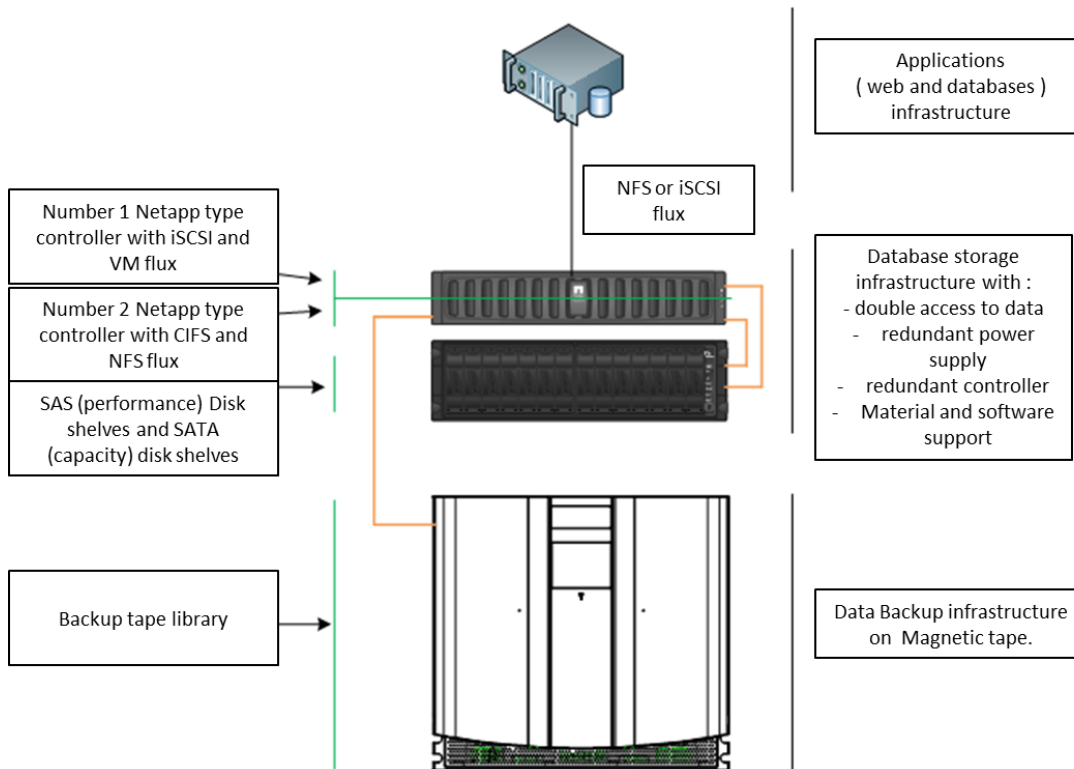 Applications
( web and databases )
infrastructure
NFS or iSCSI
flux
Number 1 Netapp type
controller with iSCSI and
VM flux
Number 2 Netapp type
controller with CIFS and
NFS flux
SAS (performance) Disk
shelves and SATA
(capacity) disk shelves
Database storage
infrastructure with :
- double access to data
- redundant power
supply
- redundant controller
- Material and software
support
Backup tape library
Data Backup infrastructure
on Magnetic tape.